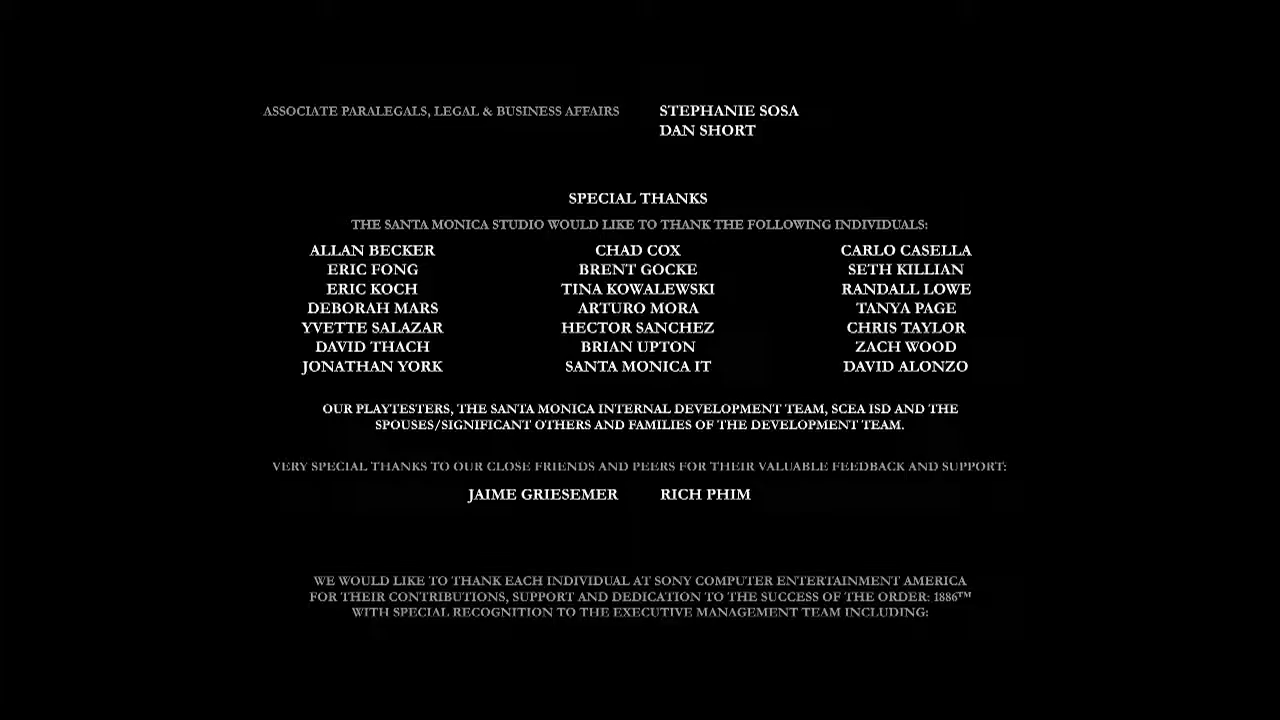 ASSOCIATE PARALEGALS, LEGAL & BUSINESS AFFAIRS STEPHANIE SOSA
DAN SHORT
SPECIAL THANKS
THE SANTA MONICA STUDIO WOULD LIKE TO THANK THE FOLLOWING INDIVIDUALS:
ALLAN BECKER CHAD COX CARLO CASELLA
ERIC FONG BRENT GOCKE SETH KILLIAN
ERIC KOCH TINA KOWALEWSKI RANDALL LOWE
DEBORAH MARS ARTURO MORA TANYA PAGE
YVETTE SALAZAR HECTOR SANCHEZ CHRIS TAYLOR
DAVID THACH BRIAN UPTON ZACH WOOD
JONATHAN YORK SANTA MONICA IT DAVID ALONZO
OUR PLAYTESTERS, THE SANTA MONICA INTERNAL DEVELOPMENT TEAM, SCEA ISD AND THE
SPOUSES/SIGNIFICANT OTHERS AND FAMILIES OF THE DEVELOPMENT TEAM.
VERY SPECIAL THANKS TO OUR CLOSE FRIENDS AND PEERS FOR THEIR VALUABLE FEEDBACK AND SUPPORT:
JAIME GRIESEMER RICH PHIM
WE WOULD LIKE TO THANK EACH INDIVIDUAL AT SONY COMPUTER ENTERTAINMENT AMERICA
FOR THEIR CONTRIBUTIONS, SUPPORT AND DEDICATION TO THE SUCCESS OF THE ORDER: 1886™
WITH SPECIAL RECOGNITION TO THE EXECUTIVE MANAGEMENT TEAM INCLUDING: